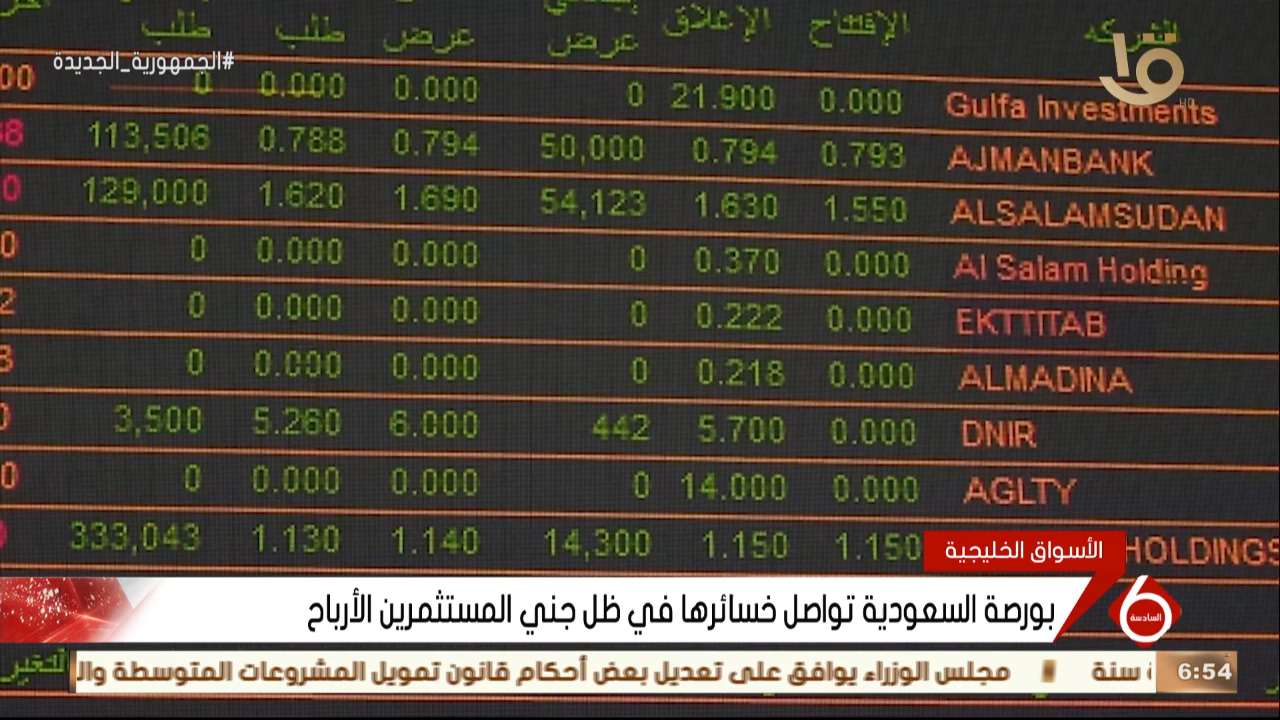 الشركة الإفتتاح الإغلاق عرض عرض طلب طلب
#الجمهورية_الجديدة
HD
Gulfa Investments 0.000 21.900 0 0.000 0.000 0 00
AJMANBANK 0.793 0.794 50,000 0.794 0.788 113,506
ALSALAMSUDAN 1.550 1.630 54,123 1.690 1.620 129,000 0
Al Salam Holding 0.000 0.370 0 0.000 0.000 0 0
EKTTITAB 0.000 0.222 0 0.000 0.000 0 2
ALMADINA 0.000 0.218 0 0.000 0.000 0 3
DNIR 0.000 5.700 442 6.000 5.260 3,500 0
AGLTY 0.000 14.000 0 0.000 0.000 0 0
HOLDINGS 1.150 1.150 14,300 1.140 1.130 333,043
الأسواق الخليجية
السادسة
بورصة السعودية تواصل خسائرها في ظل جني المستثمرين الأرباح
6:54
سنة مجلس الوزراء يوافق على تعديل بعض أحكام قانون تمويل المشروعات المتوسطة وال